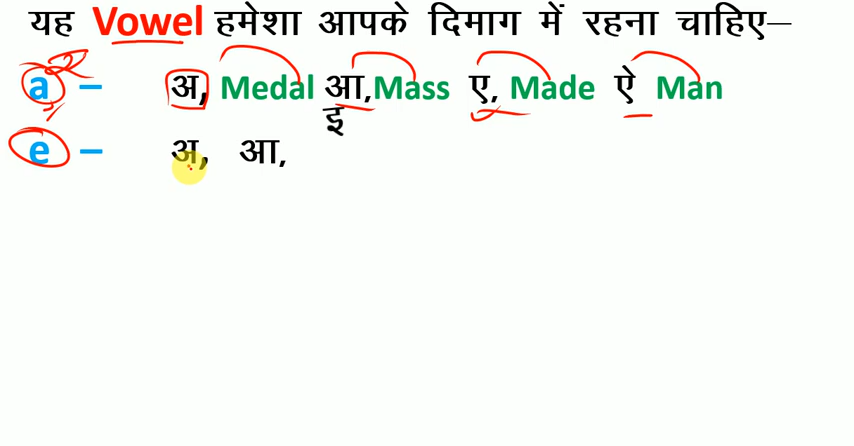 यह Vowel हमेशा आपके दिमाग में रहना चाहिए–
a – अ, Medal आ, Mass ए, Made ऐ Man
इ
e – अ, आ,